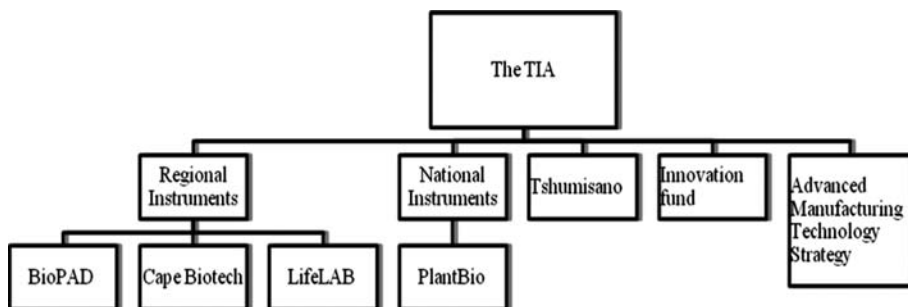 The TIA
Regional
Instruments
National
Instruments
Tshumisano
Innovation
fund
Advanced
Manufacturing
Technology
Strategy
BioPAD
Cape Biotech
LifeLAB
PlantBio